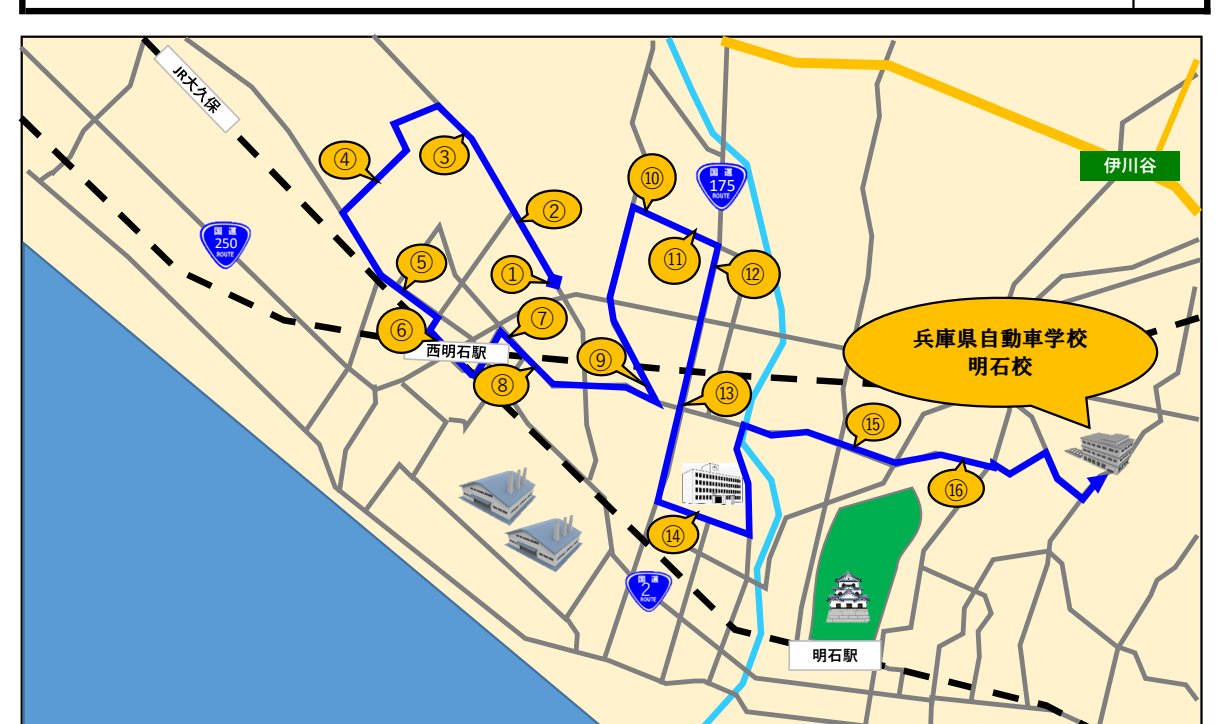 JR大久保
③
④
⑩
国道
175
ROUTE
伊川谷
②
国道
250
ROUTE
⑤
①
⑪
⑫
⑥
⑦
西明石駅
兵庫県自動車学校
明石校
⑨
⑧
⑬
⑮
⑯
⑭
国道
2
ROUTE
明石駅